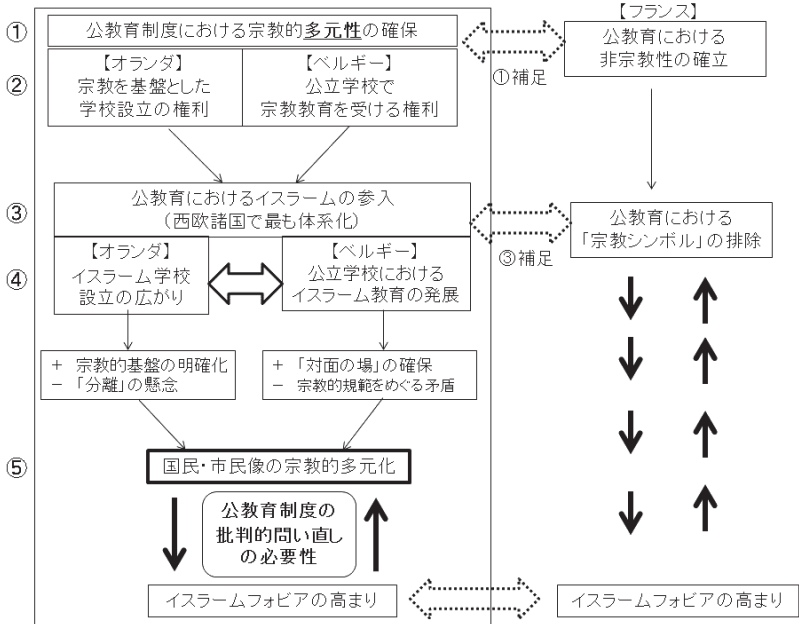 ① 公教育制度における宗教的多元性の確保
【フランス】
公教育における
非宗教性の確立
①補足
② 【オランダ】
宗教を基盤とした
学校設立の権利
【ベルギー】
公立学校で
宗教教育を受ける権利
③ 公教育におけるイスラームの参入
(西欧諸国で最も体系化)
③補足
公教育における
「宗教シンボル」の排除
④ 【オランダ】
イスラーム学校
設立の広がり
【ベルギー】
公立学校における
イスラーム教育の発展
+ 宗教的基盤の明確化
− 「分離」の懸念
+ 「対面の場」の確保
− 宗教的規範をめぐる矛盾
⑤ 国民・市民像の宗教的多元化
公教育制度の
批判的問い直し
の必要性
イスラームフォビアの高まり
イスラームフォビアの高まり